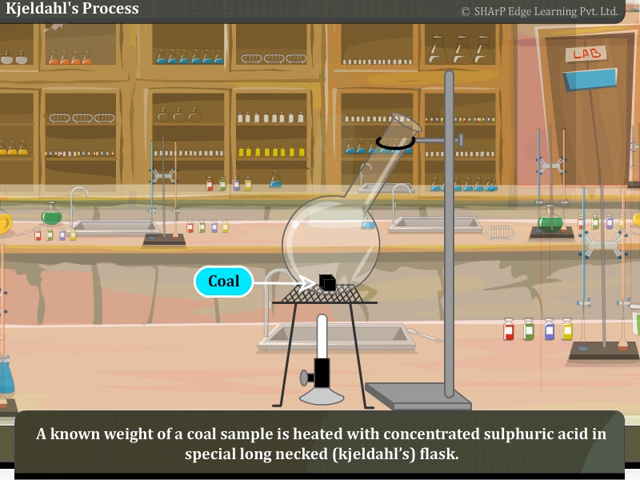 Kjeldahl's Process
© SHArP Edge Learning Pvt. Ltd.
LAB
Coal
A known weight of a coal sample is heated with concentrated sulphuric acid in
special long necked (kjeldahl's) flask.